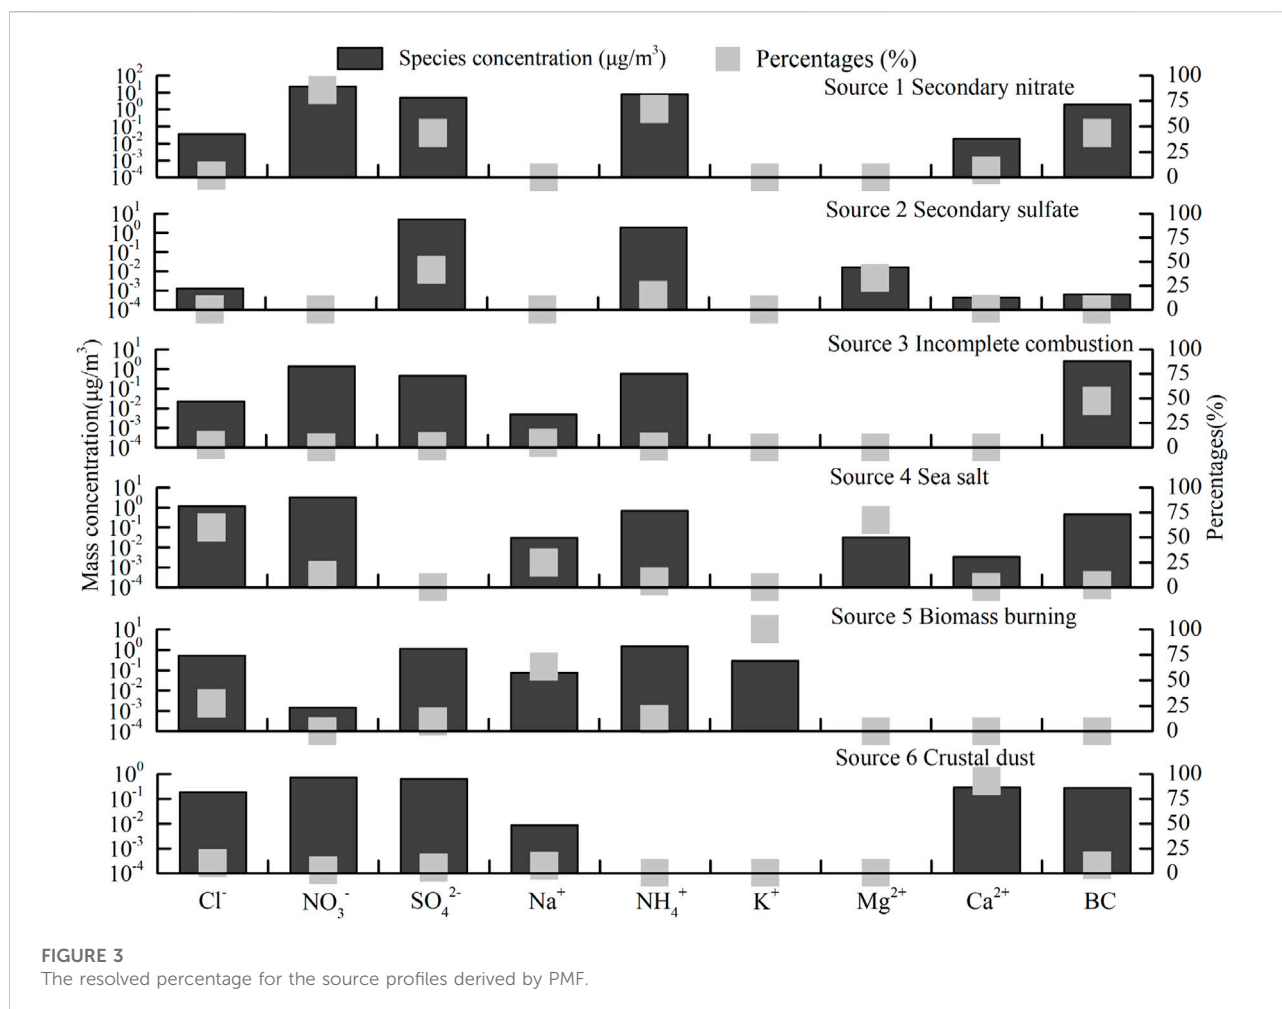 Species concentration (μg/m³) Percentages (%)
Source 1 Secondary nitrate
10² 10¹ 10⁰ 10⁻¹ 10⁻² 10⁻³ 10⁻⁴
100 75 50 25 0
Source 2 Secondary sulfate
10¹ 10⁰ 10⁻¹ 10⁻² 10⁻³ 10⁻⁴
100 75 50 25 0
Source 3 Incomplete combustion
10¹ 10⁰ 10⁻¹ 10⁻² 10⁻³ 10⁻⁴
100 75 50 25 0
Mass concentration(μg/m³)
Percentages(%)
Source 4 Sea salt
10¹ 10⁰ 10⁻¹ 10⁻² 10⁻³ 10⁻⁴
100 75 50 25 0
Source 5 Biomass burning
10¹ 10⁰ 10⁻¹ 10⁻² 10⁻³ 10⁻⁴
100 75 50 25 0
Source 6 Crustal dust
10⁰ 10⁻¹ 10⁻² 10⁻³ 10⁻⁴
100 75 50 25 0
Cl⁻ NO₃⁻ SO₄²⁻ Na⁺ NH₄⁺ K⁺ Mg²⁺ Ca²⁺ BC
FIGURE 3
The resolved percentage for the source profiles derived by PMF.